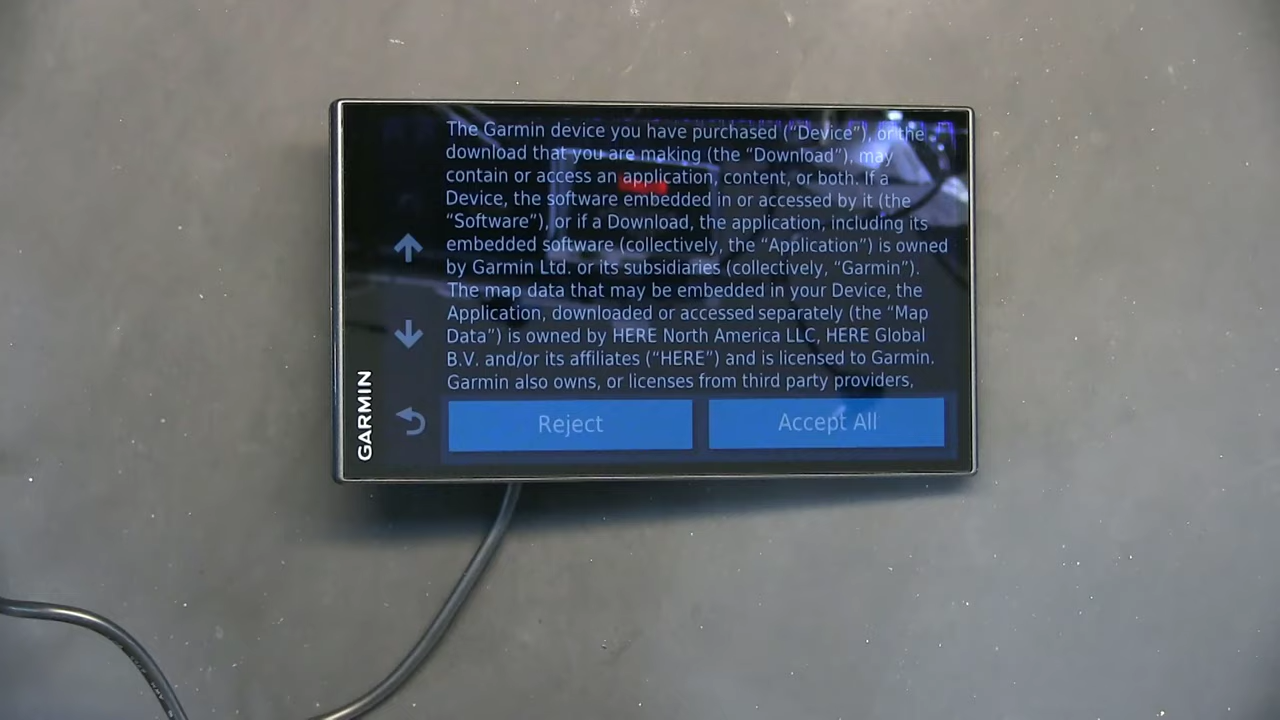 The Garmin device you have purchased (“Device”), or the
download that you are making (the “Download”), may
contain or access an application, content, or both. If a
Device, the software embedded in or accessed by it (the
“Software”), or if a Download, the application, including its
embedded software (collectively, the “Application”) is owned
by Garmin Ltd. or its subsidiaries (collectively, “Garmin”).
The map data that may be embedded in your Device, the
Application, downloaded or accessed separately (the “Map
Data”) is owned by HERE North America LLC, HERE Global
B.V. and/or its affiliates (“HERE”) and is licensed to Garmin.
Garmin also owns, or licenses from third party providers,
Reject
Accept All
GARMIN